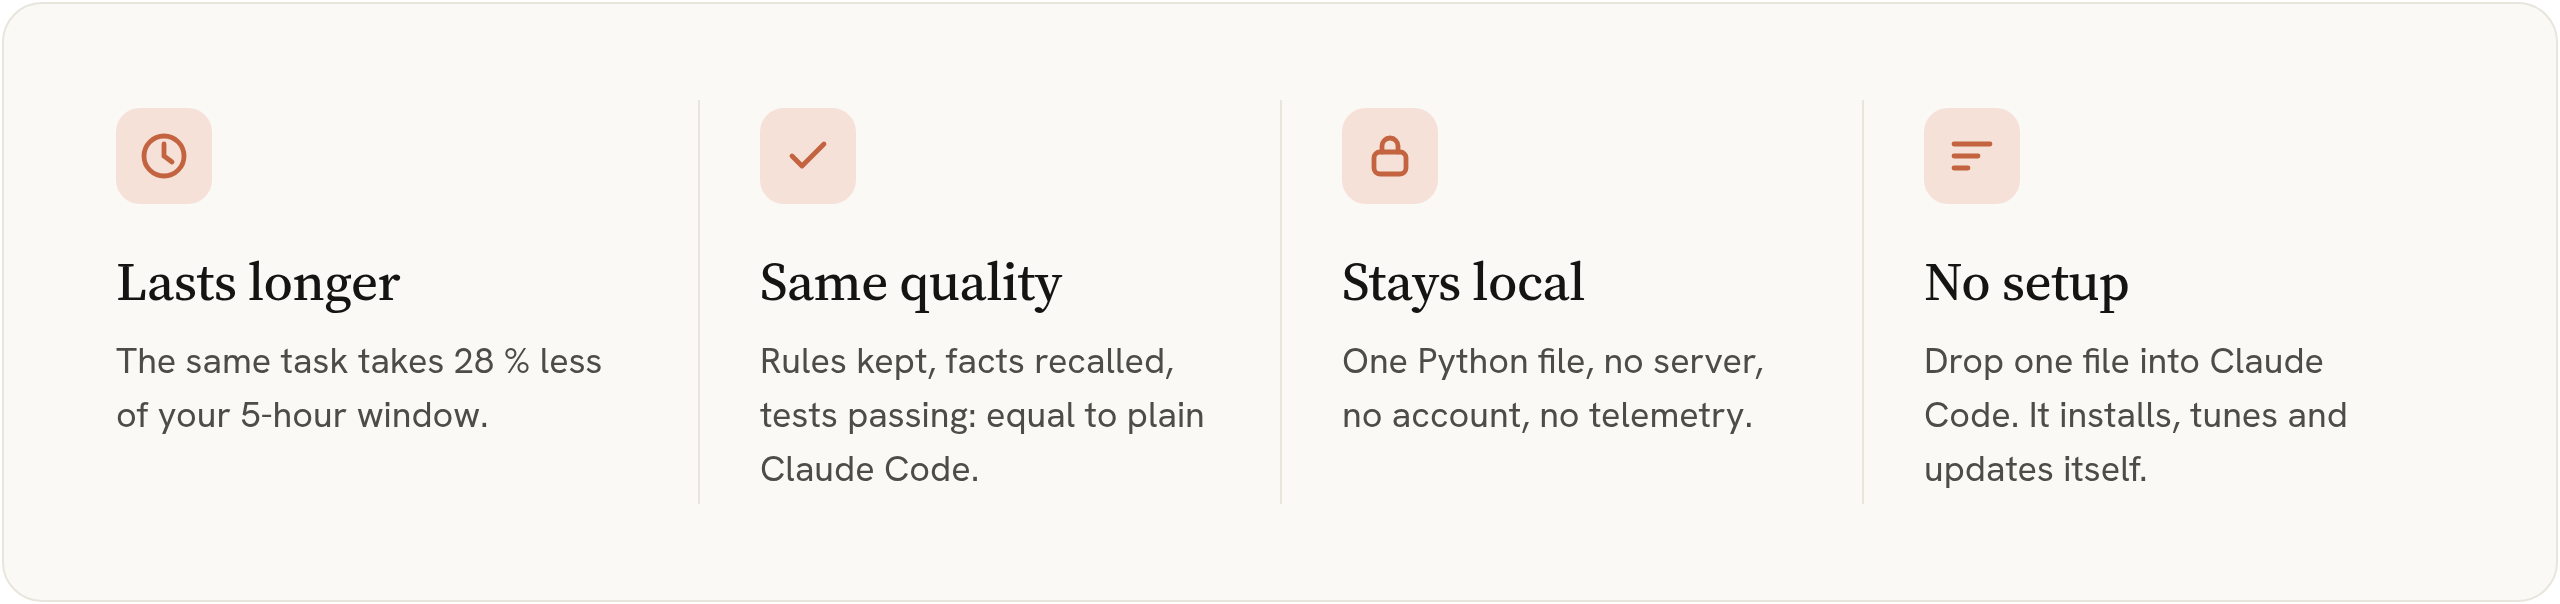 Lasts longer
The same task takes 28 % less
of your 5-hour window.
Same quality
Rules kept, facts recalled,
tests passing: equal to plain
Claude Code.
Stays local
One Python file, no server,
no account, no telemetry.
No setup
Drop one file into Claude
Code. It installs, tunes and
updates itself.